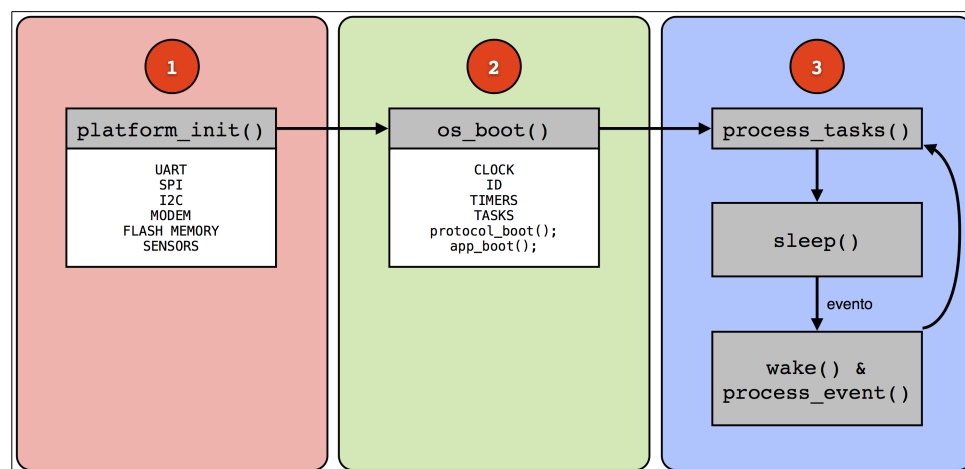 1
platform_init()
UART
SPI
I2C
MODEM
FLASH MEMORY
SENSORS
2
os_boot()
CLOCK
ID
TIMERS
TASKS
protocol_boot();
app_boot();
3
process_tasks()
sleep()
evento
wake() &
process_event()